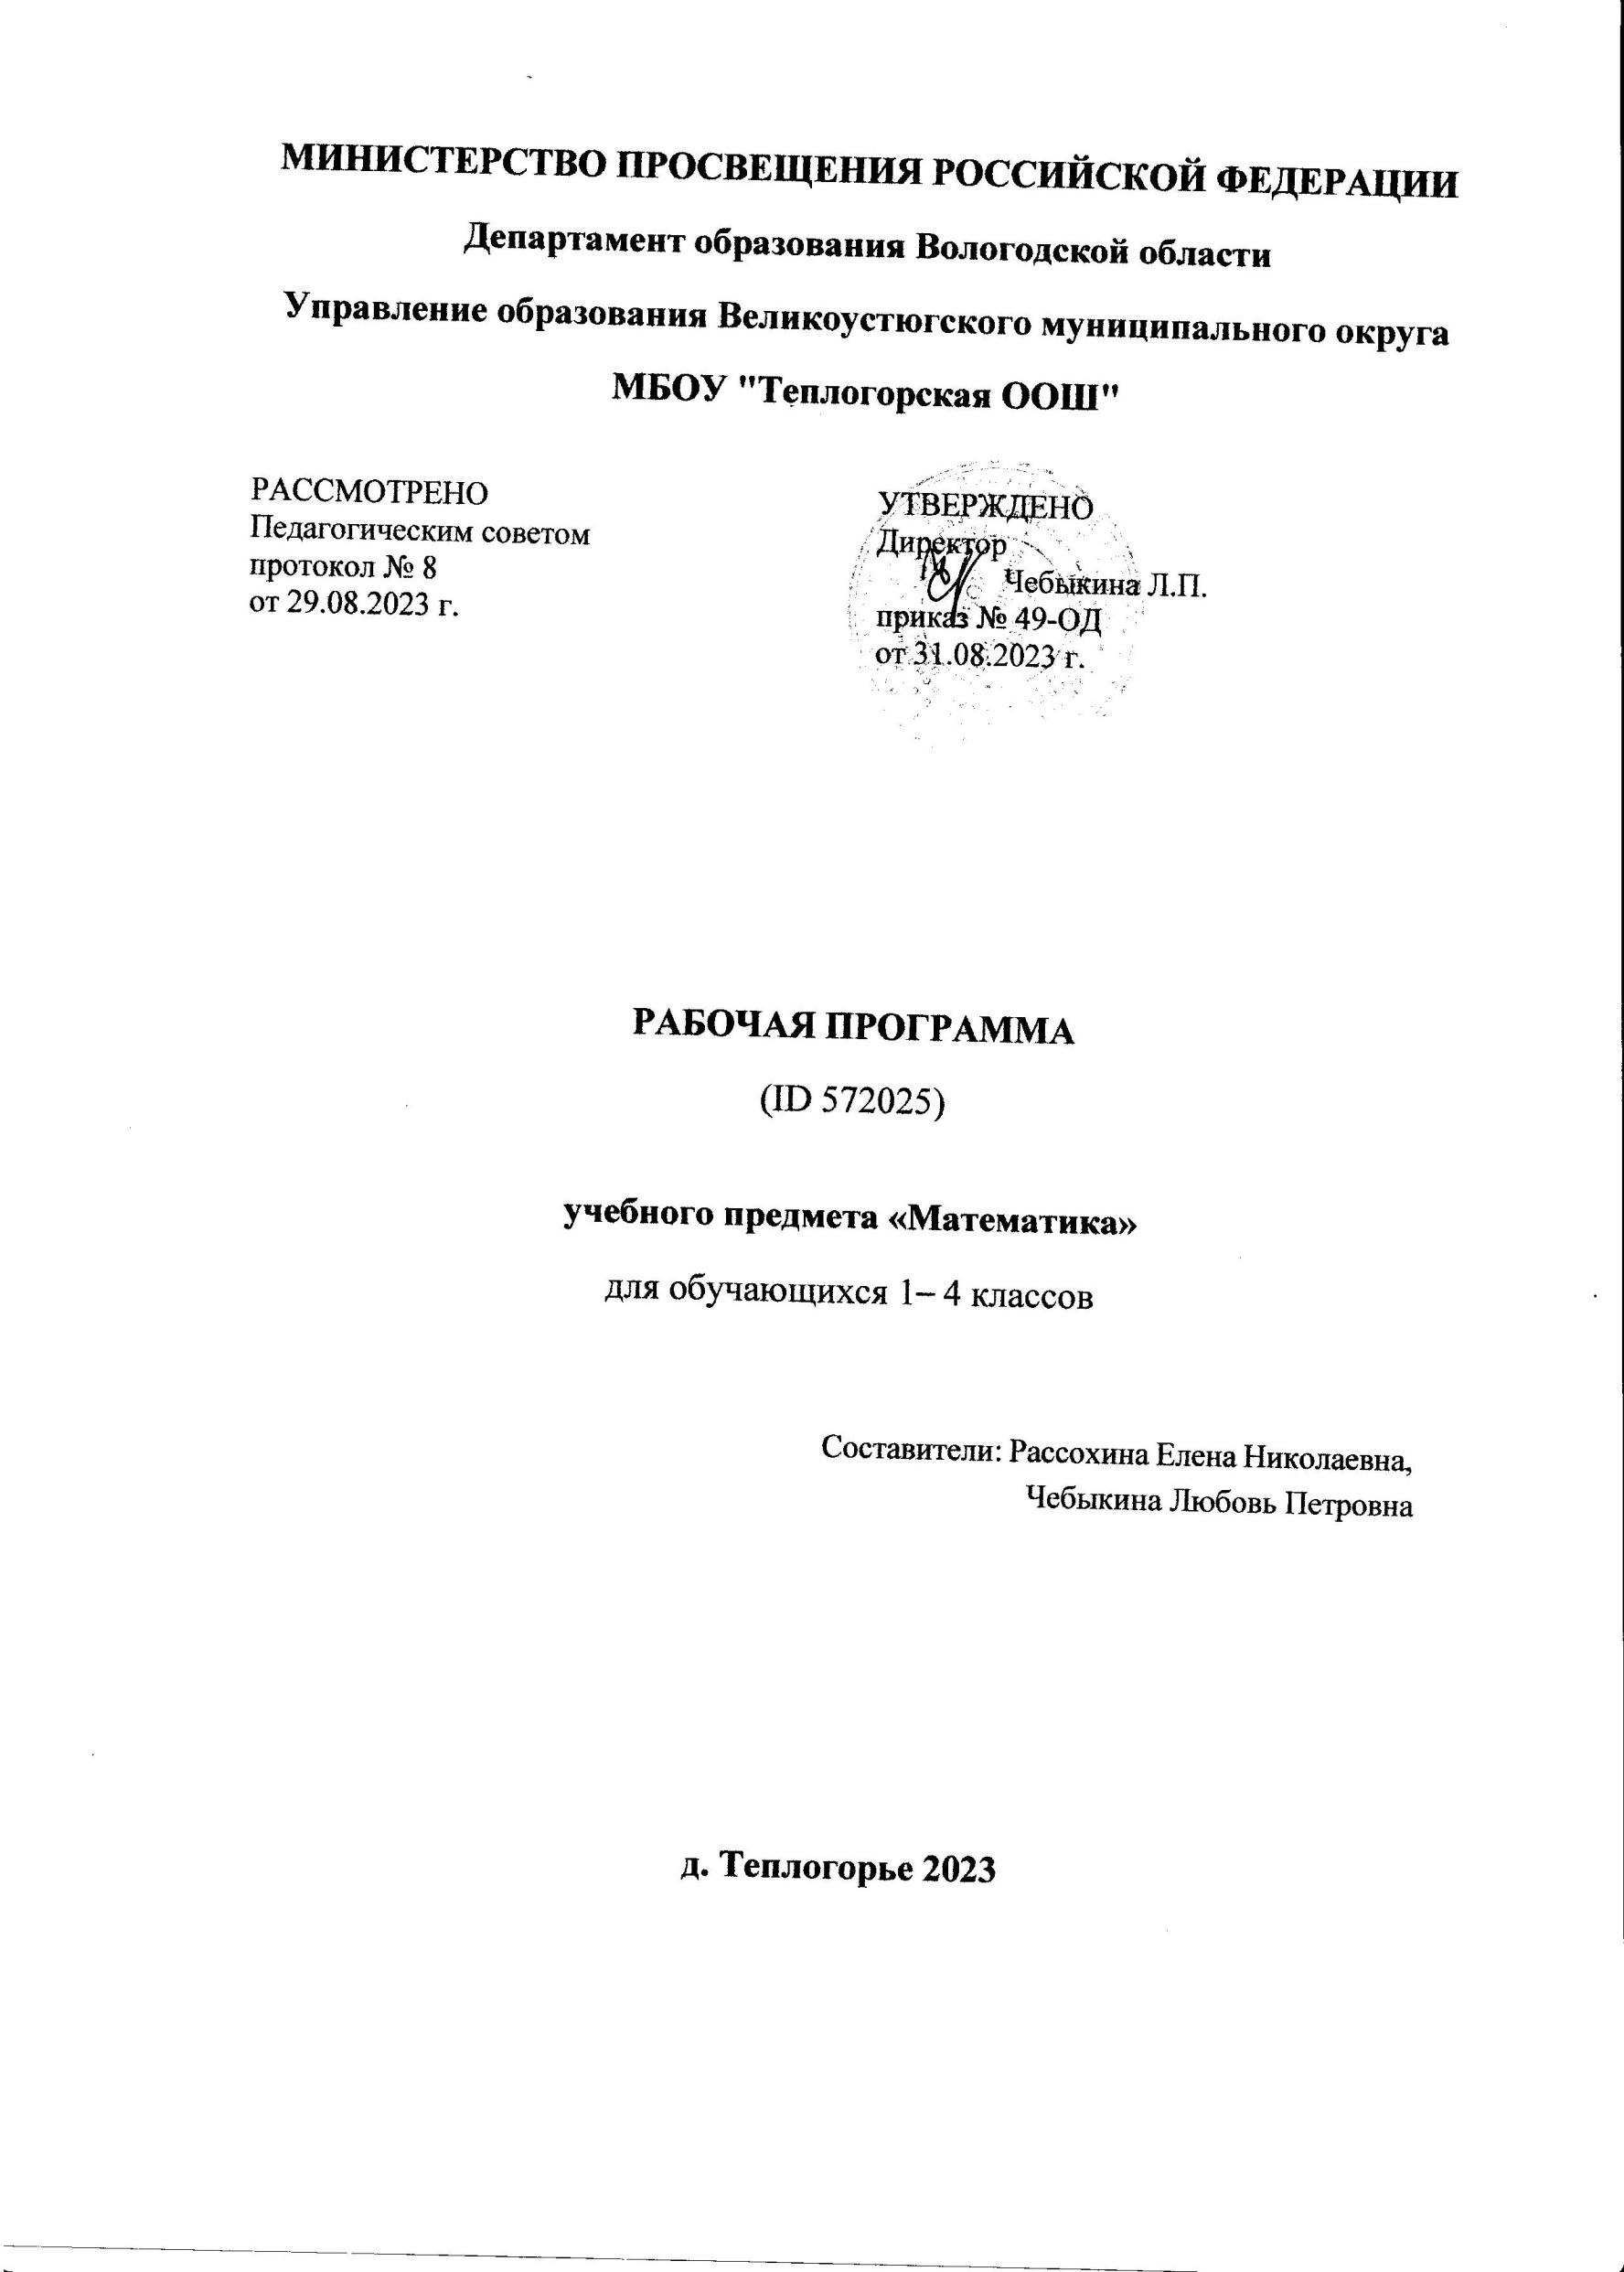 МИНИСТЕРСТВО ПРОСВЕЩЕНИЯ РОССИЙСКОЙ ФЕДЕРАЦИИ
Департамент образования Вологодской области
Управление образования Великоустюгского муниципального округа
МБОУ "Теплогорская ООШ"
РАССМОТРЕНО
Педагогическим советом
протокол № 8
от 29.08.2023 г.
УТВЕРЖДЕНО
Директор
Чебыкина Л.П.
приказ № 49-ОД
от 31.08.2023 г.
РАБОЧАЯ ПРОГРАММА
(ID 572025)
учебного предмета «Математика»
для обучающихся 1– 4 классов
Составители: Рассохина Елена Николаевна,
Чебыкина Любовь Петровна
д. Теплогорье 2023